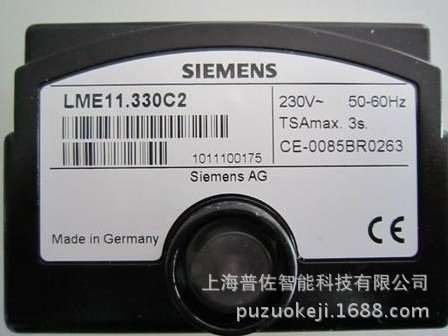 SIEMENS
LME11.330C2
230V~ 50-60Hz
TSAmax. 3s.
1011100175
CE-0085BR0263
Siemens AG
Made in Germany
CE
上海普佐智能科技有限公司
puzuokeji.1688.com